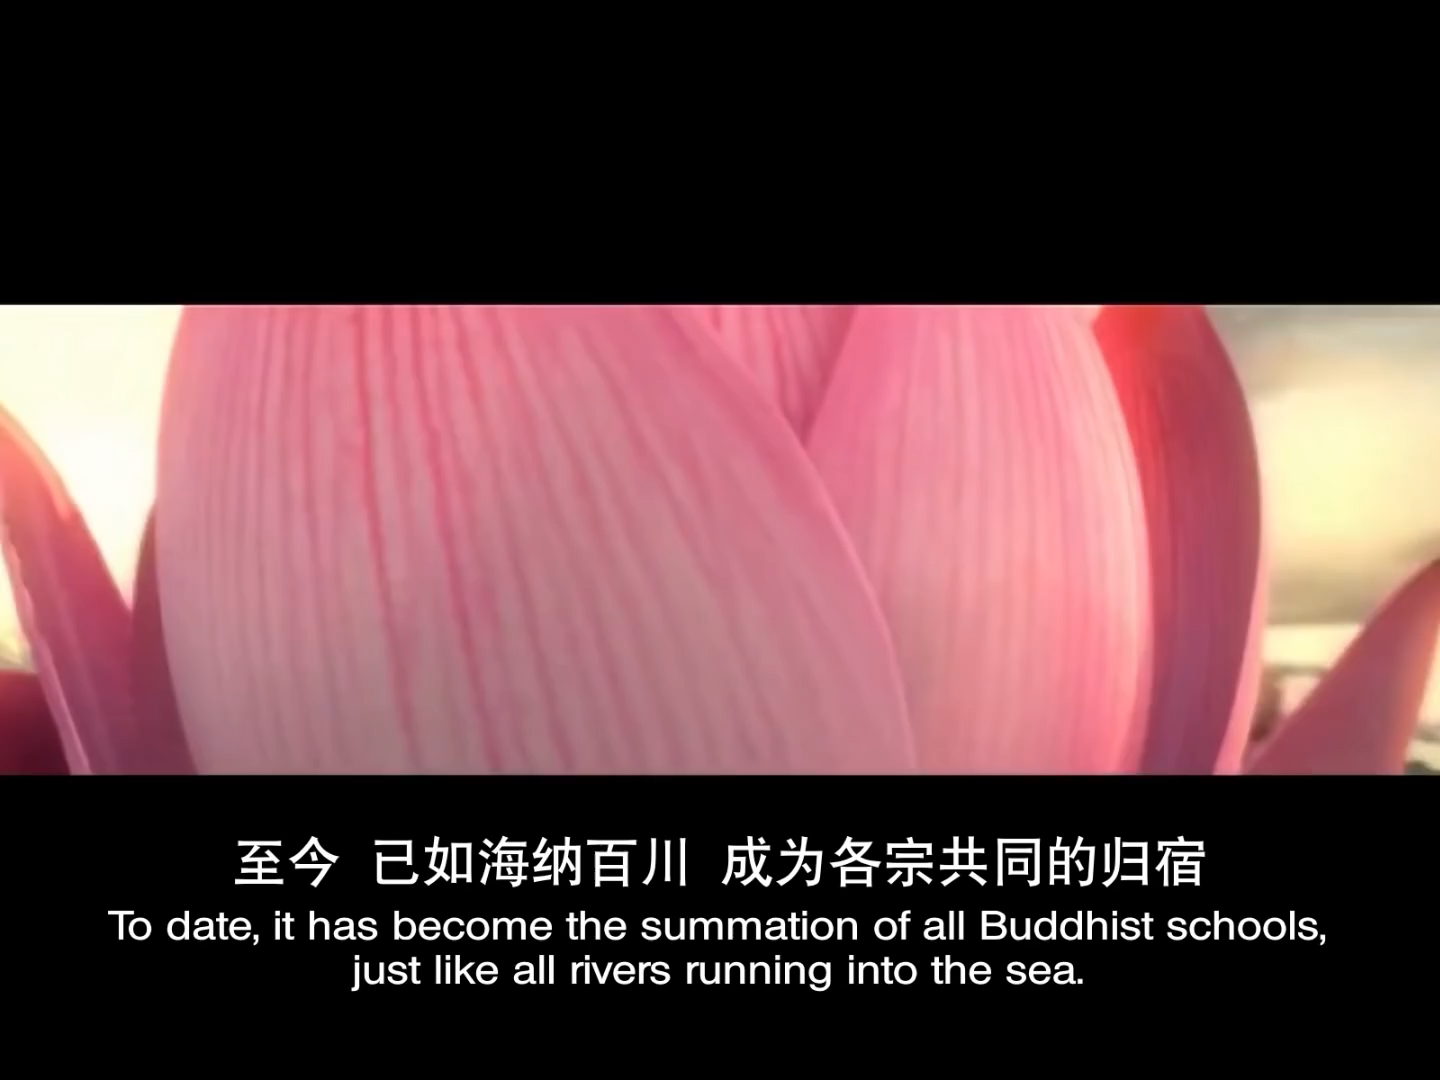 至今 已如海纳百川 成为各宗共同的归宿
To date, it has become the summation of all Buddhist schools,
just like all rivers running into the sea.